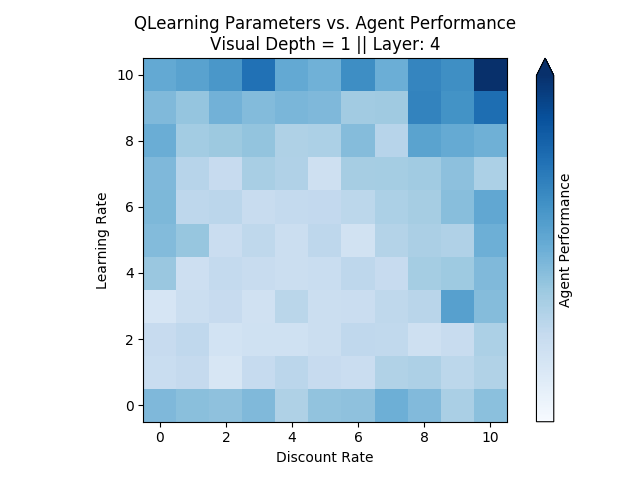 QLearning Parameters vs. Agent Performance
Visual Depth = 1 || Layer: 4
10
8
6
4
2
0
Learning Rate
0 2 4 6 8 10
Discount Rate
Agent Performance